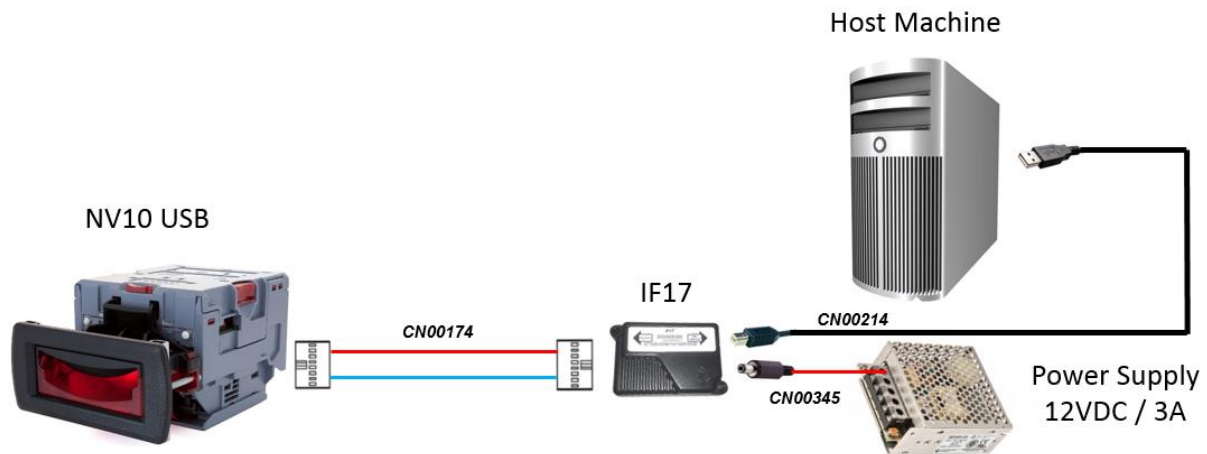 Host Machine
NV10 USB
IF17
CN00174
CN00214
CN00345
Power Supply
12VDC / 3A